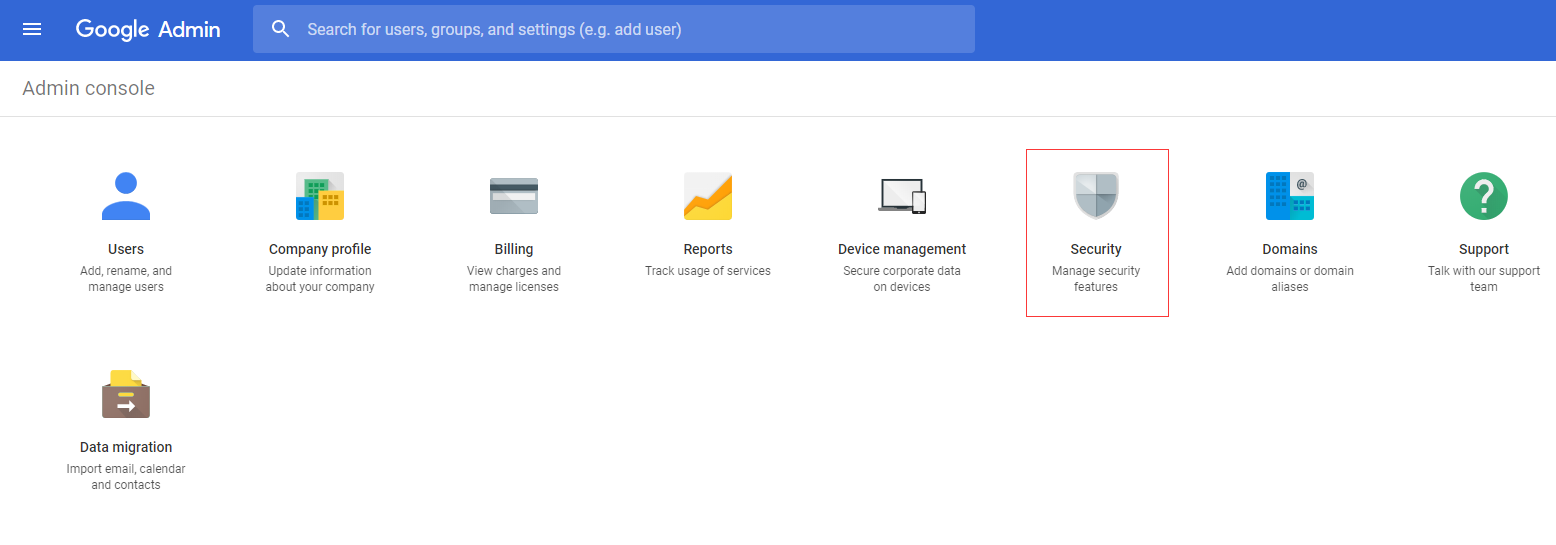 Google Admin
Search for users, groups, and settings (e.g. add user)
Admin console
Users
Add, rename, and
manage users
Company profile
Update information
about your company
Billing
View charges and
manage licenses
Reports
Track usage of services
Device management
Secure corporate data
on devices
Security
Manage security
features
@
Domains
Add domains or domain
aliases
?
Support
Talk with our support
team
Data migration
Import email, calendar
and contacts